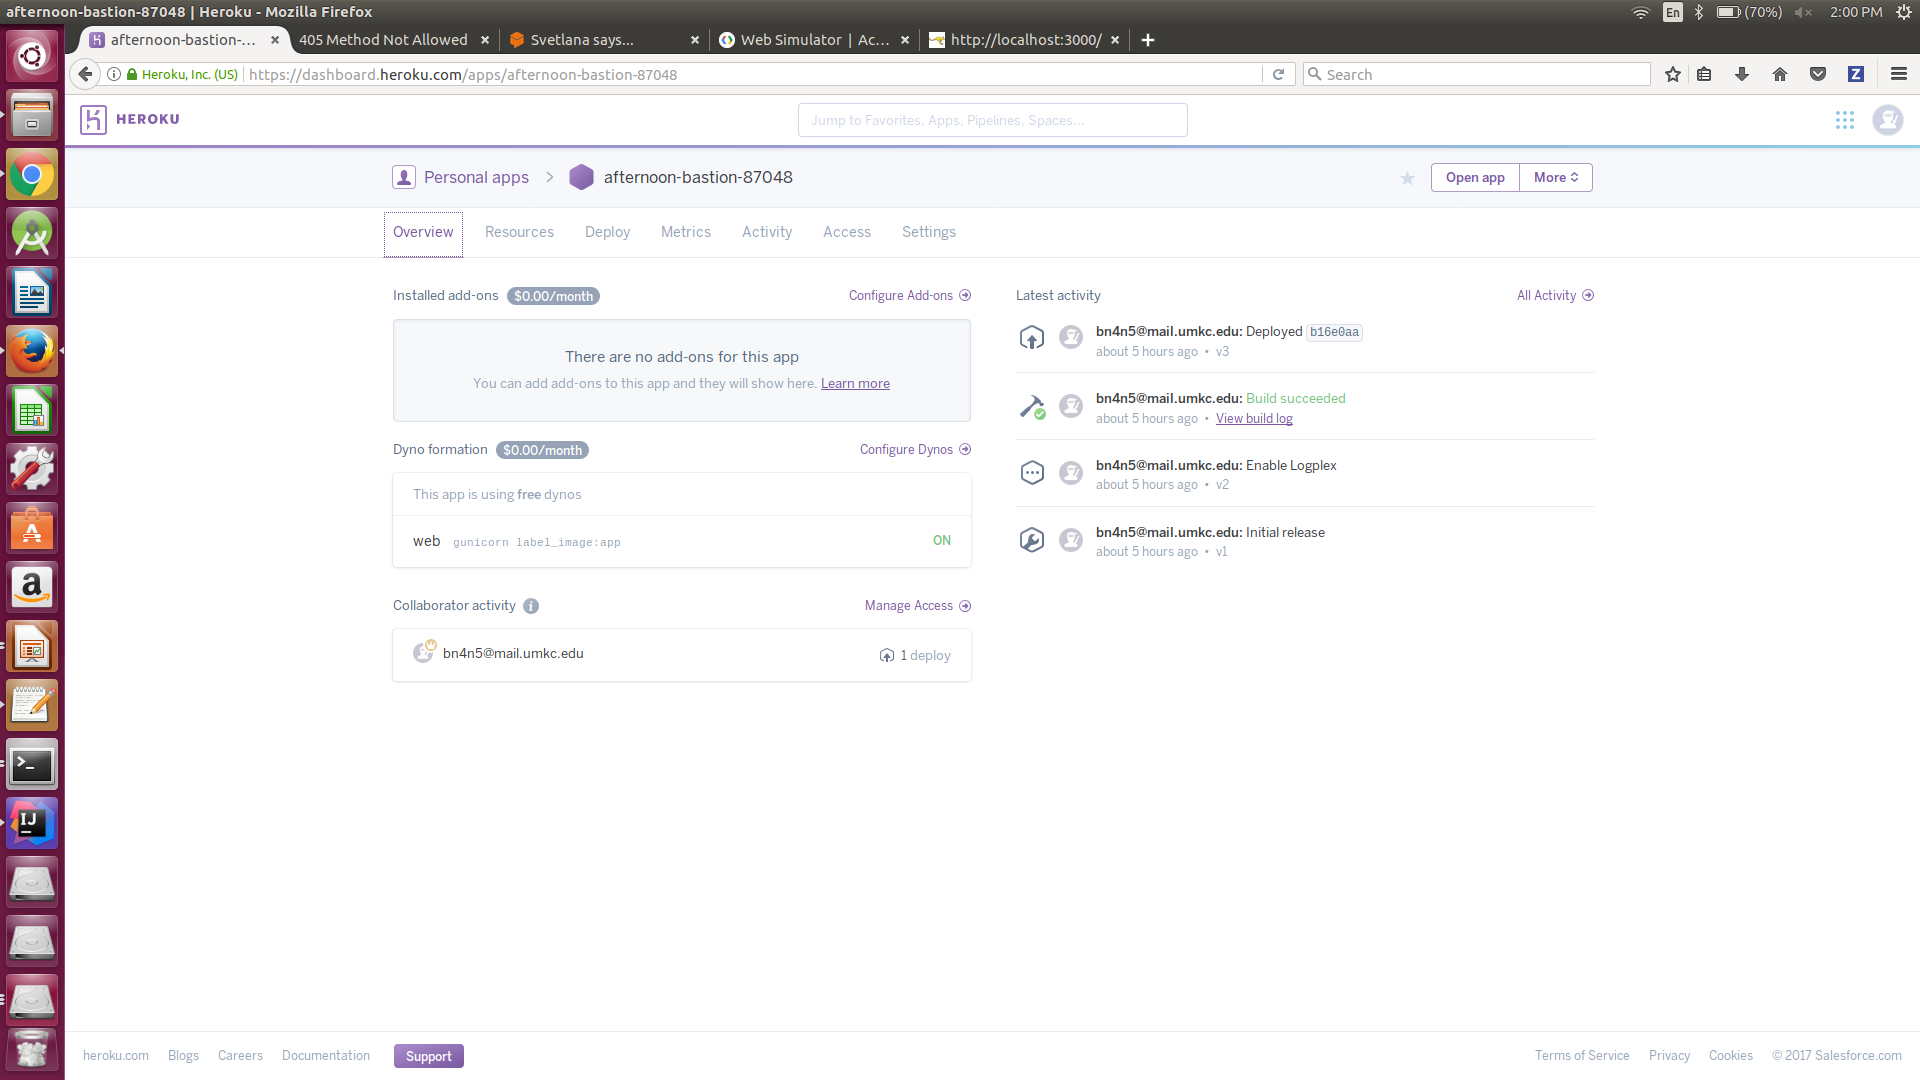 afternoon-bastion-87048 | Heroku - Mozilla Firefox
En
(70%)
2:00 PM
afternoon-bastion-...
405 Method Not Allowed
Svetlana says...
Web Simulator | Ac...
http://localhost:3000/
Heroku, Inc. (US)
https://dashboard.heroku.com/apps/afternoon-bastion-87048
Search
Z
HEROKU
Jump to Favorites, Apps, Pipelines, Spaces...
Personal apps > afternoon-bastion-87048
Open app
More
Overview
Resources
Deploy
Metrics
Activity
Access
Settings
Installed add-ons $0.00/month
Configure Add-ons
There are no add-ons for this app
You can add add-ons to this app and they will show here. Learn more
Dyno formation $0.00/month
Configure Dynos
This app is using free dynos
web gunicorn label_image:app
ON
Collaborator activity
Manage Access
bn4n5@mail.umkc.edu
1 deploy
Latest activity
All Activity
bn4n5@mail.umkc.edu: Deployed b16e0aa
about 5 hours ago • v3
bn4n5@mail.umkc.edu: Build succeeded
about 5 hours ago • View build log
bn4n5@mail.umkc.edu: Enable Logplex
about 5 hours ago • v2
bn4n5@mail.umkc.edu: Initial release
about 5 hours ago • v1
IJ
heroku.com
Blogs
Careers
Documentation
Support
Terms of Service
Privacy
Cookies
© 2017 Salesforce.com